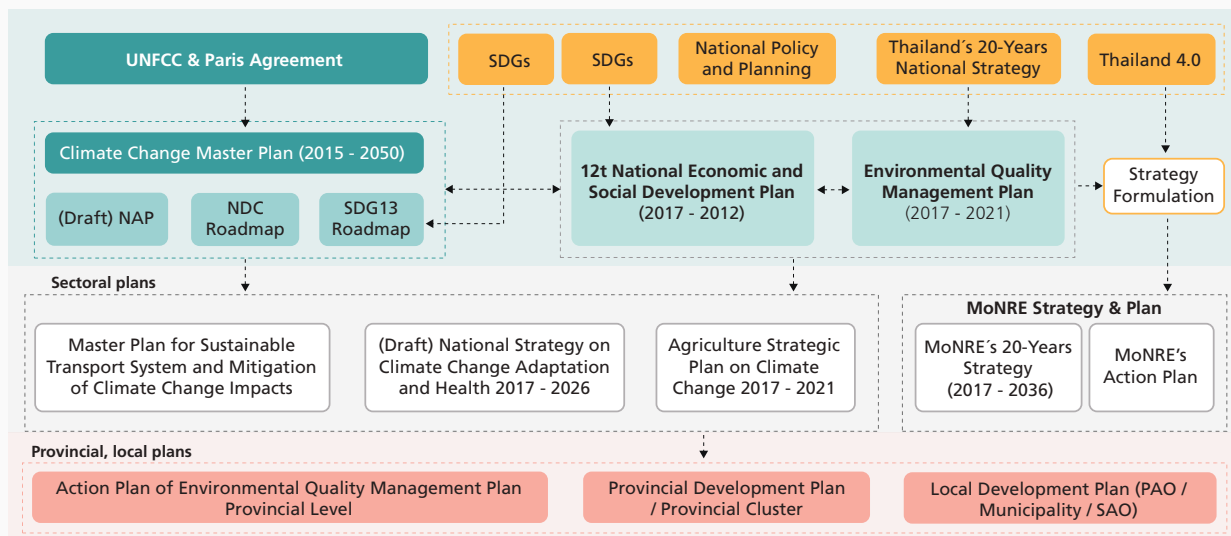 UNFCC & Paris Agreement
SDGs
SDGs
National Policy
and Planning
Thailand´s 20-Years
National Strategy
Thailand 4.0
Climate Change Master Plan (2015 - 2050)
(Draft) NAP
NDC
Roadmap
SDG13
Roadmap
12t National Economic and
Social Development Plan
(2017 - 2012)
Environmental Quality
Management Plan
(2017 - 2021)
Strategy
Formulation
Sectoral plans
Master Plan for Sustainable
Transport System and Mitigation
of Climate Change Impacts
(Draft) National Strategy on
Climate Change Adaptation
and Health 2017 - 2026
Agriculture Strategic
Plan on Climate
Change 2017 - 2021
MoNRE Strategy & Plan
MoNRE´s 20-Years
Strategy
(2017 - 2036)
MoNRE’s
Action Plan
Provincial, local plans
Action Plan of Environmental Quality Management Plan
Provincial Level
Provincial Development Plan
/ Provincial Cluster
Local Development Plan (PAO /
Municipality / SAO)